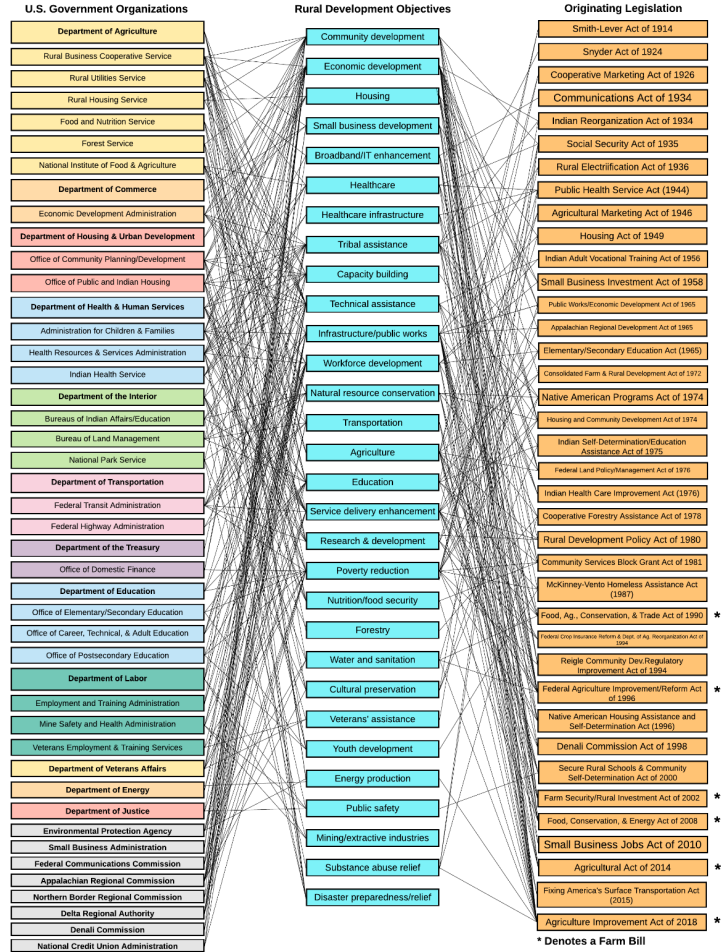 U.S. Government Organizations
Department of Agriculture
Rural Business Cooperative Service
Rural Utilities Service
Rural Housing Service
Food and Nutrition Service
Forest Service
National Institute of Food & Agriculture
Department of Commerce
Economic Development Administration
Department of Housing & Urban Development
Office of Community Planning/Development
Office of Public and Indian Housing
Department of Health & Human Services
Administration for Children & Families
Health Resources & Services Administration
Indian Health Service
Department of the Interior
Bureaus of Indian Affairs/Education
Bureau of Land Management
National Park Service
Department of Transportation
Federal Transit Administration
Federal Highway Administration
Department of the Treasury
Office of Domestic Finance
Department of Education
Office of Elementary/Secondary Education
Office of Career, Technical, & Adult Education
Office of Postsecondary Education
Department of Labor
Employment and Training Administration
Mine Safety and Health Administration
Veterans Employment & Training Services
Department of Veterans Affairs
Department of Energy
Department of Justice
Environmental Protection Agency
Small Business Administration
Federal Communications Commission
Appalachian Regional Commission
Northern Border Regional Commission
Delta Regional Authority
Denali Commission
National Credit Union Administration
Rural Development Objectives
Community development
Economic development
Housing
Small business development
Broadband/IT enhancement
Healthcare
Healthcare infrastructure
Tribal assistance
Capacity building
Technical assistance
Infrastructure/public works
Workforce development
Natural resource conservation
Transportation
Agriculture
Education
Service delivery enhancement
Research & development
Poverty reduction
Nutrition/food security
Forestry
Water and sanitation
Cultural preservation
Veterans' assistance
Youth development
Energy production
Public safety
Mining/extractive industries
Substance abuse relief
Disaster preparedness/relief
Originating Legislation
Smith-Lever Act of 1914
Snyder Act of 1924
Cooperative Marketing Act of 1926
Communications Act of 1934
Indian Reorganization Act of 1934
Social Security Act of 1935
Rural Electriification Act of 1936
Public Health Service Act (1944)
Agricultural Marketing Act of 1946
Housing Act of 1949
Indian Adult Vocational Training Act of 1956
Small Business Investment Act of 1958
Public Works/Economic Development Act of 1965
Appalachian Regional Development Act of 1965
Elementary/Secondary Education Act (1965)
Consolidated Farm & Rural Development Act of 1972
Native American Programs Act of 1974
Housing and Community Development Act of 1974
Indian Self-Determination/Education
Assistance Act of 1975
Federal Land Policy/Management Act of 1976
Indian Health Care Improvement Act (1976)
Cooperative Forestry Assistance Act of 1978
Rural Development Policy Act of 1980
Community Services Block Grant Act of 1981
McKinney-Vento Homeless Assistance Act
(1987)
Food, Ag., Conservation, & Trade Act of 1990 *
Federal Crop Insurance Reform & Dept. of Ag. Reorganization Act of
1994
Reigle Community Dev.Regulatory
Improvement Act of 1994
Federal Agriculture Improvement/Reform Act *
of 1996
Native American Housing Assistance and
Self-Determination Act (1996)
Denali Commission Act of 1998
Secure Rural Schools & Community
Self-Determination Act of 2000
Farm Security/Rural Investment Act of 2002 *
Food, Conservation, & Energy Act of 2008 *
Small Business Jobs Act of 2010
Agricultural Act of 2014 *
Fixing America's Surface Transportation Act
(2015)
Agriculture Improvement Act of 2018 *
* Denotes a Farm Bill